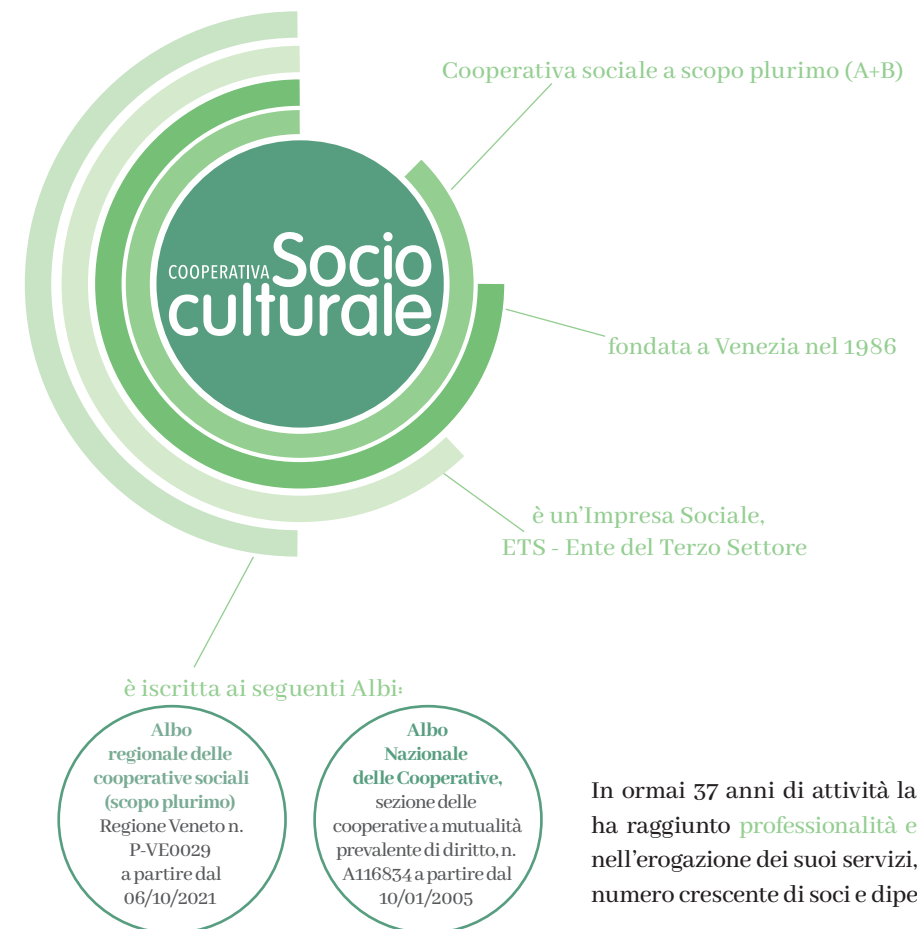 Cooperativa sociale a scopo plurimo (A+B)
COOPERATIVA Socio
culturale
fondata a Venezia nel 1986
è un'Impresa Sociale,
ETS - Ente del Terzo Settore
è iscritta ai seguenti Albi:
Albo
regionale delle
cooperative sociali
(scopo plurimo)
Regione Veneto n.
P-VE0029
a partire dal
06/10/2021
Albo
Nazionale
delle Cooperative,
sezione delle
cooperative a mutualità
prevalente di diritto, n.
A116834 a partire dal
10/01/2005
In ormai 37 anni di attività la
ha raggiunto professionalità e
nell'erogazione dei suoi servizi,
numero crescente di soci e dipe